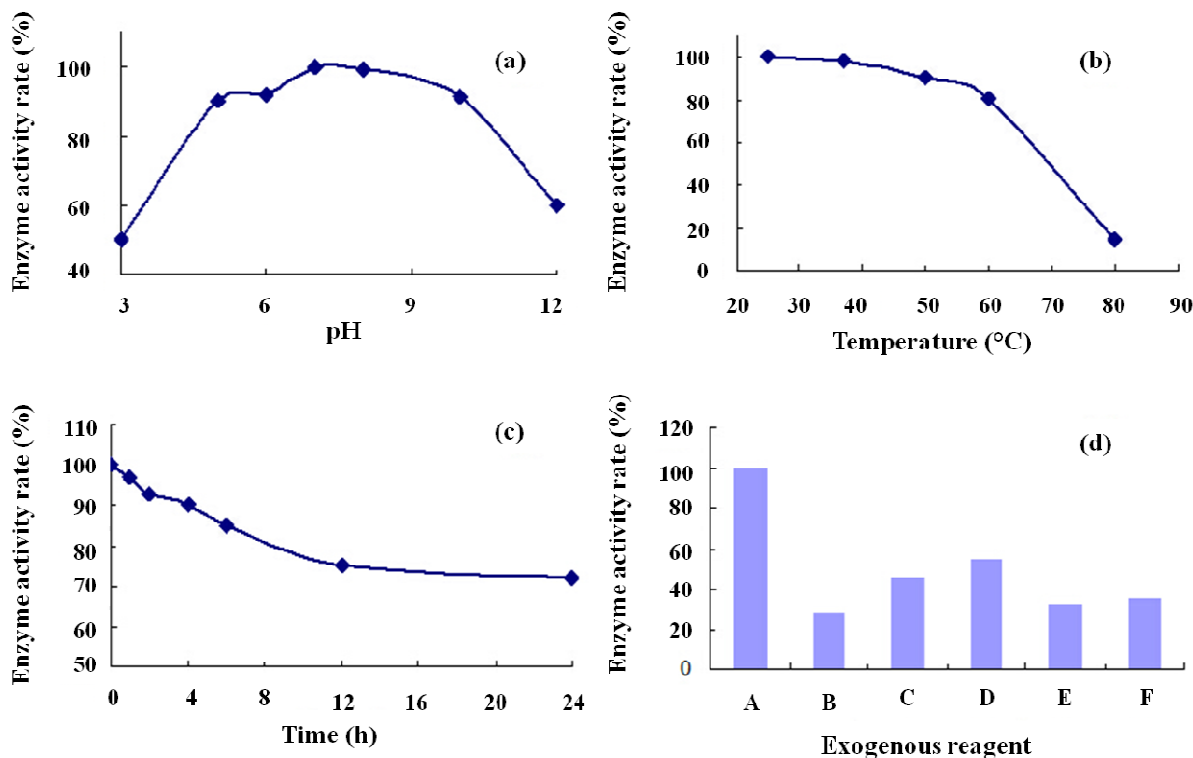 Enzyme activity rate (%)
(a)
100
80
60
40
3
6
9
12
pH
Enzyme activity rate (%)
(b)
100
80
60
40
20
0
20
30
40
50
60
70
80
90
Temperature (°C)
Enzyme activity rate (%)
(c)
110
100
90
80
70
60
50
0
4
8
12
16
20
24
Time (h)
Enzyme activity rate (%)
(d)
120
100
80
60
40
20
0
A
B
C
D
E
F
Exogenous reagent